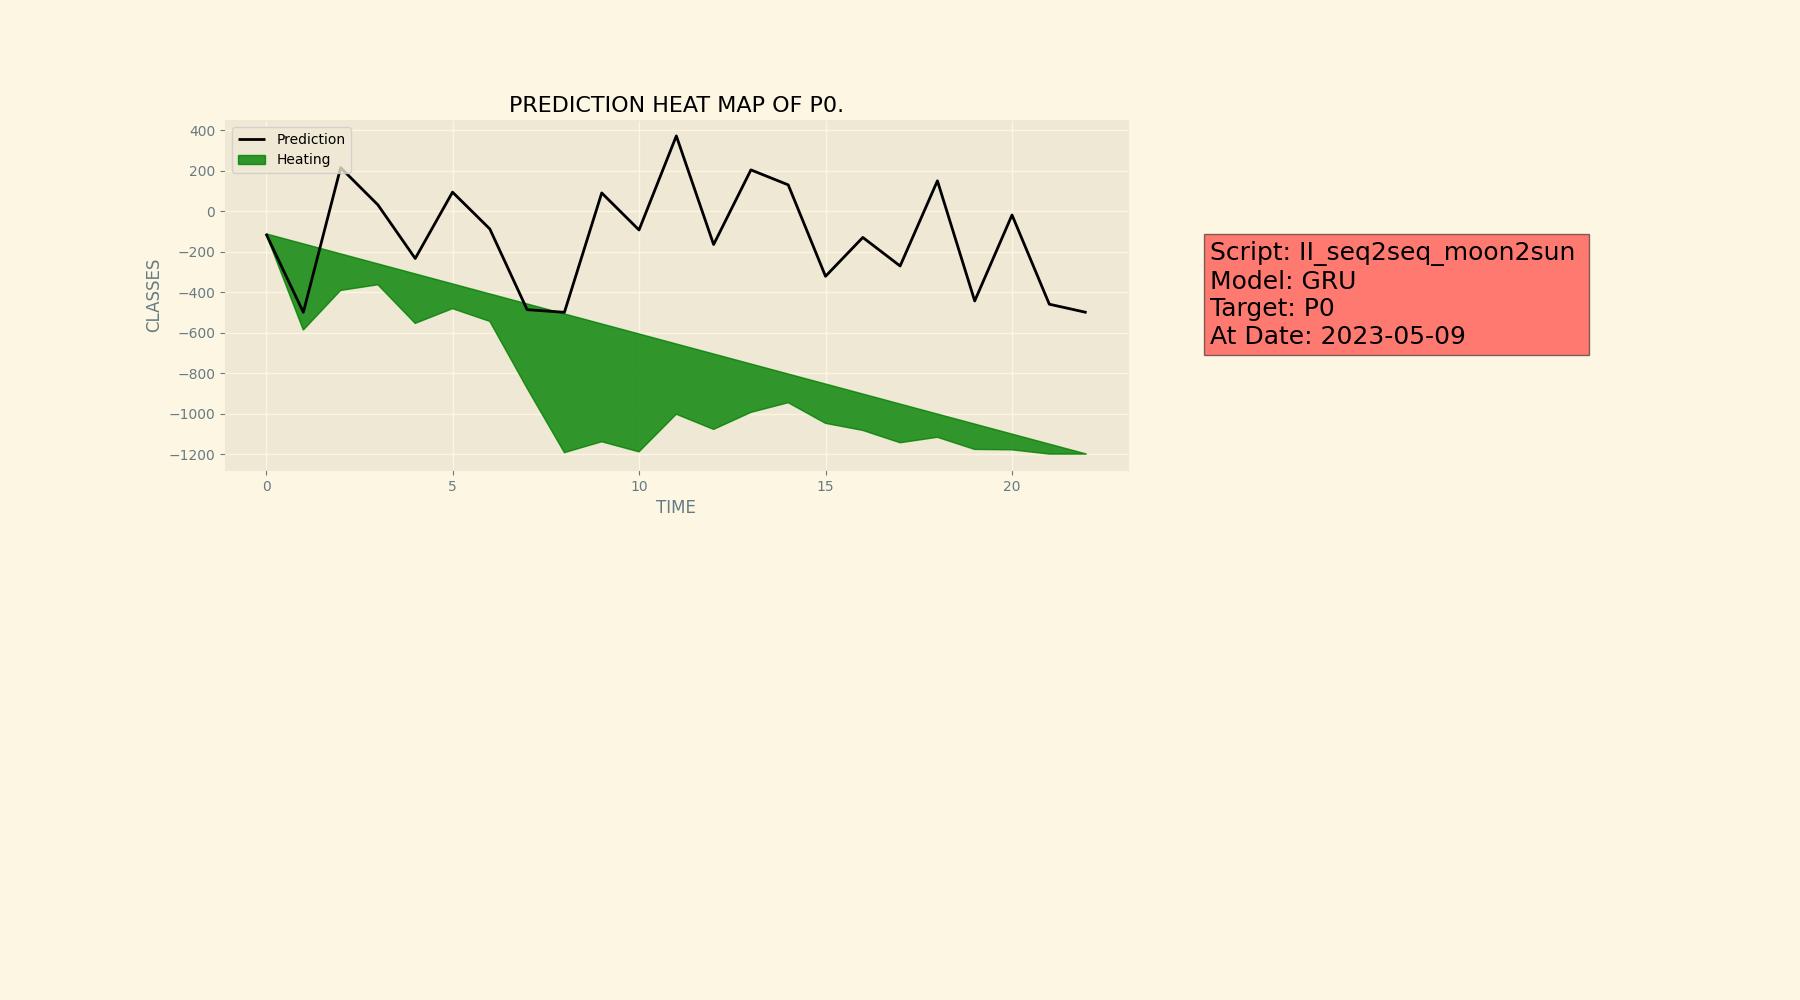 PREDICTION HEAT MAP OF P0.
Prediction
Heating
400
200
0
−200
−400
−600
−800
−1000
−1200
CLASSES
0 5 10 15 20
TIME
Script: II_seq2seq_moon2sun
Model: GRU
Target: P0
At Date: 2023-05-09